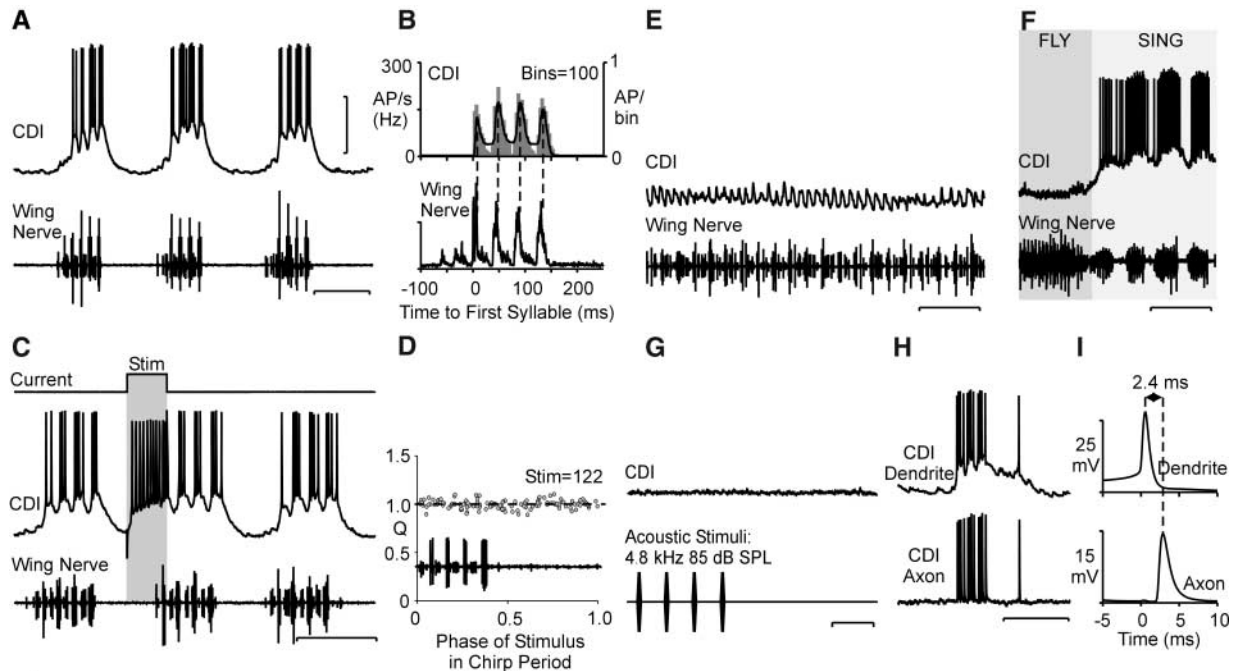 A
CDI
Wing
Nerve
B
300
CDI
Bins=100
1
AP/s
(Hz)
AP/
bin
0
0
Wing
Nerve
-100
0
100
200
Time to First Syllable (ms)
C
Stim
Current
CDI
Wing Nerve
D
1.5
Stim=122
1.0
Q
0.5
0
0
0.5
1.0
Phase of Stimulus
in Chirp Period
E
CDI
Wing Nerve
F
FLY
SING
CDI
Wing Nerve
G
CDI
Acoustic Stimuli:
4.8 kHz 85 dB SPL
H
CDI
Dendrite
CDI
Axon
I
2.4 ms
25
mV
Dendrite
15
mV
Axon
-5
0
5
10
Time (ms)